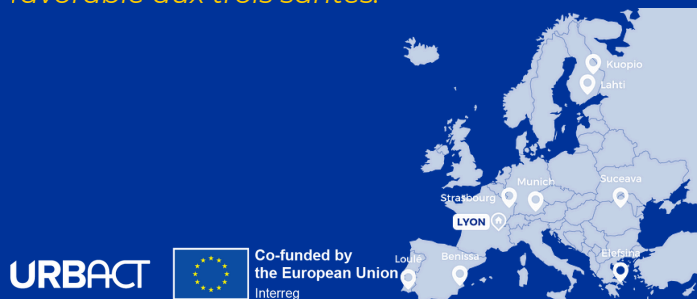 favorable aux trois santés.
Kuopio
Lahti
Munich
Suceava
Strasbourg
LYON
Loulé
Benissa
Elefsina
URBACT
Co-funded by
the European Union
Interreg